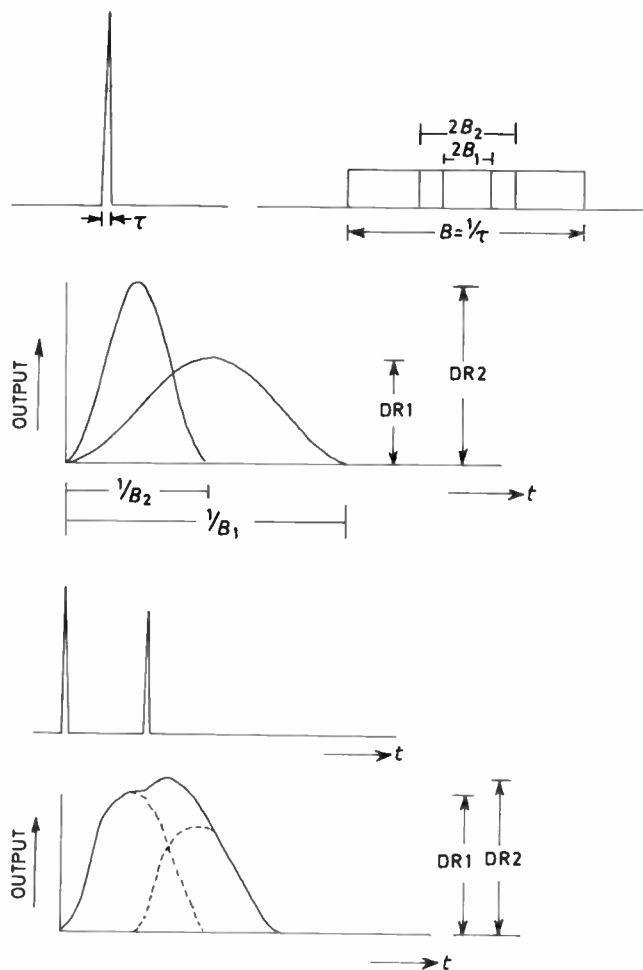 2B₂
2B₁
τ
B = 1/τ
OUTPUT
DR1
DR2
1/B₂
t
1/B₁
t
OUTPUT
DR1
DR2
t